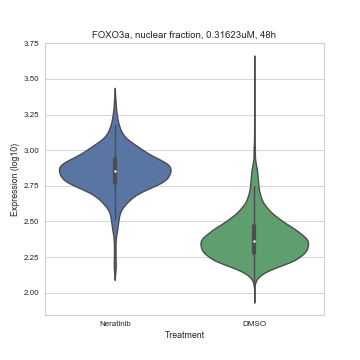 FOXO3a, nuclear fraction, 0.31623uM, 48h
3.75
3.50
3.25
3.00
2.75
2.50
2.25
2.00
Expression (log10)
Neratinib
DMSO
Treatment